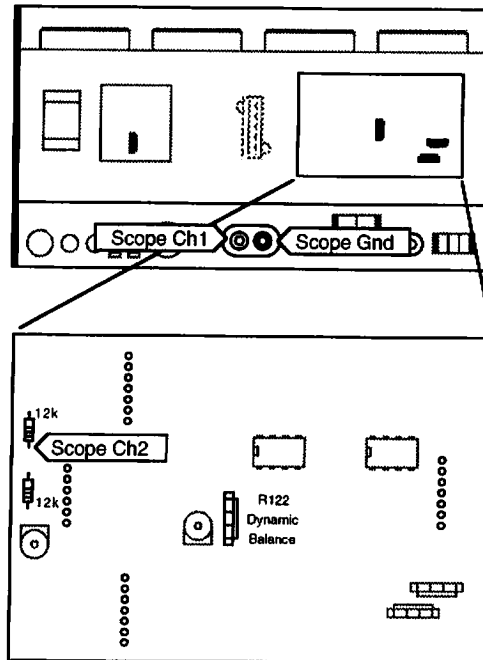 Scope Ch1
Scope Gnd
12k
Scope Ch2
12k
R122
Dynamic
Balance